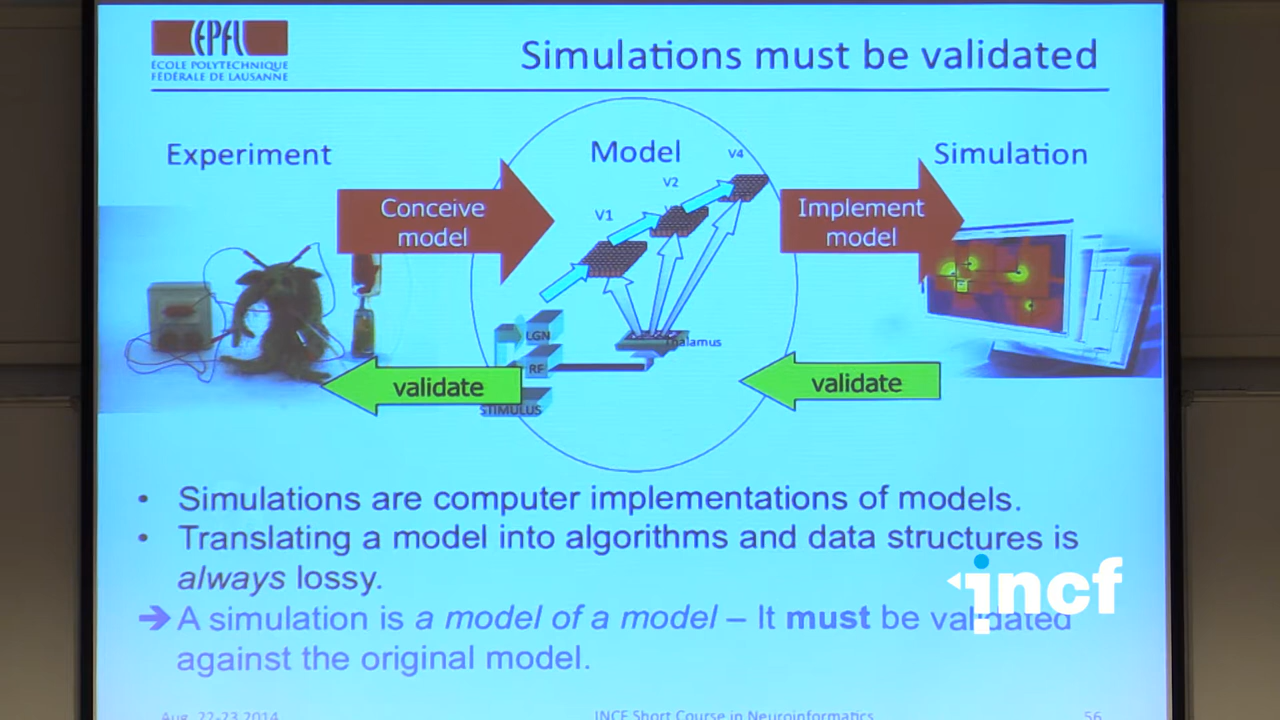 EPFL
ÉCOLE POLYTECHNIQUE
FÉDÉRALE DE LAUSANNE
Simulations must be validated
Experiment
Model
Simulation
V4
V2
V1
Conceive
model
Implement
model
LGN
Thalamus
RF
validate
validate
STIMULUS
• Simulations are computer implementations of models.
• Translating a model into algorithms and data structures is
always lossy.
➔ A simulation is a model of a model – It must be validated
against the original model.
incf
Aug. 22-23 2014
INCF Short Course in Neuroinformatics
56